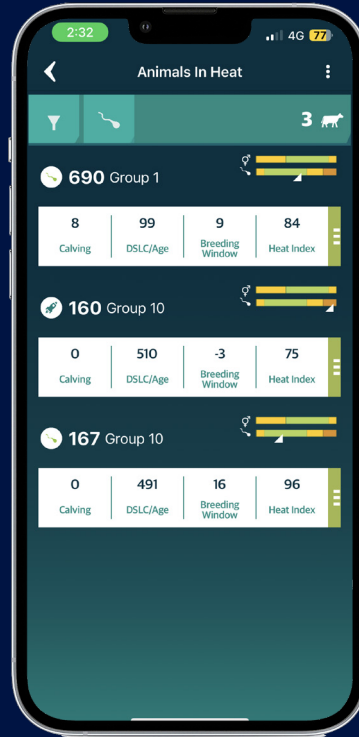 2:32
4G 77
Animals In Heat
3
690 Group 1
8 99 9 84
Calving DSLC/Age Breeding Window Heat Index
160 Group 10
0 510 -3 75
Calving DSLC/Age Breeding Window Heat Index
167 Group 10
0 491 16 96
Calving DSLC/Age Breeding Window Heat Index